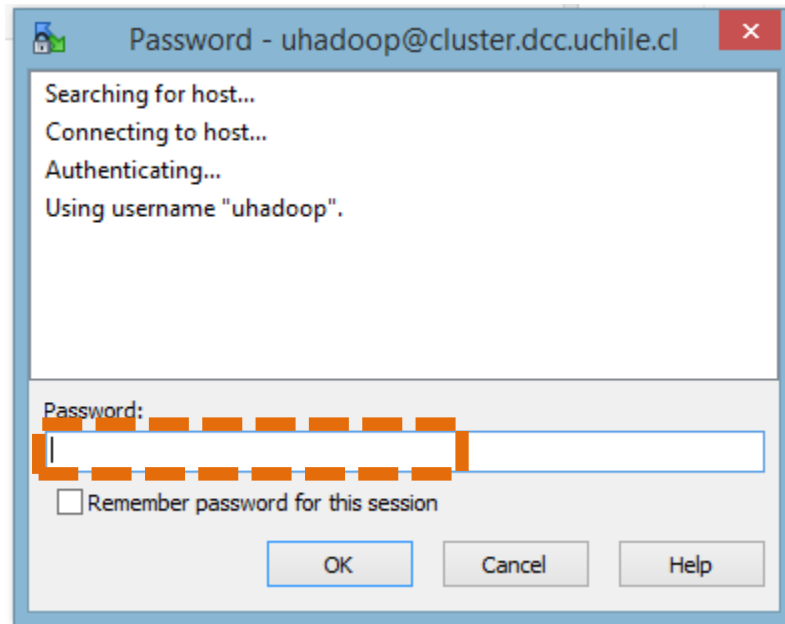 Password - uhadoop@cluster.dcc.uchile.cl
Searching for host...
Connecting to host...
Authenticating...
Using username "uhadoop".
Password:
Remember password for this session
OK Cancel Help